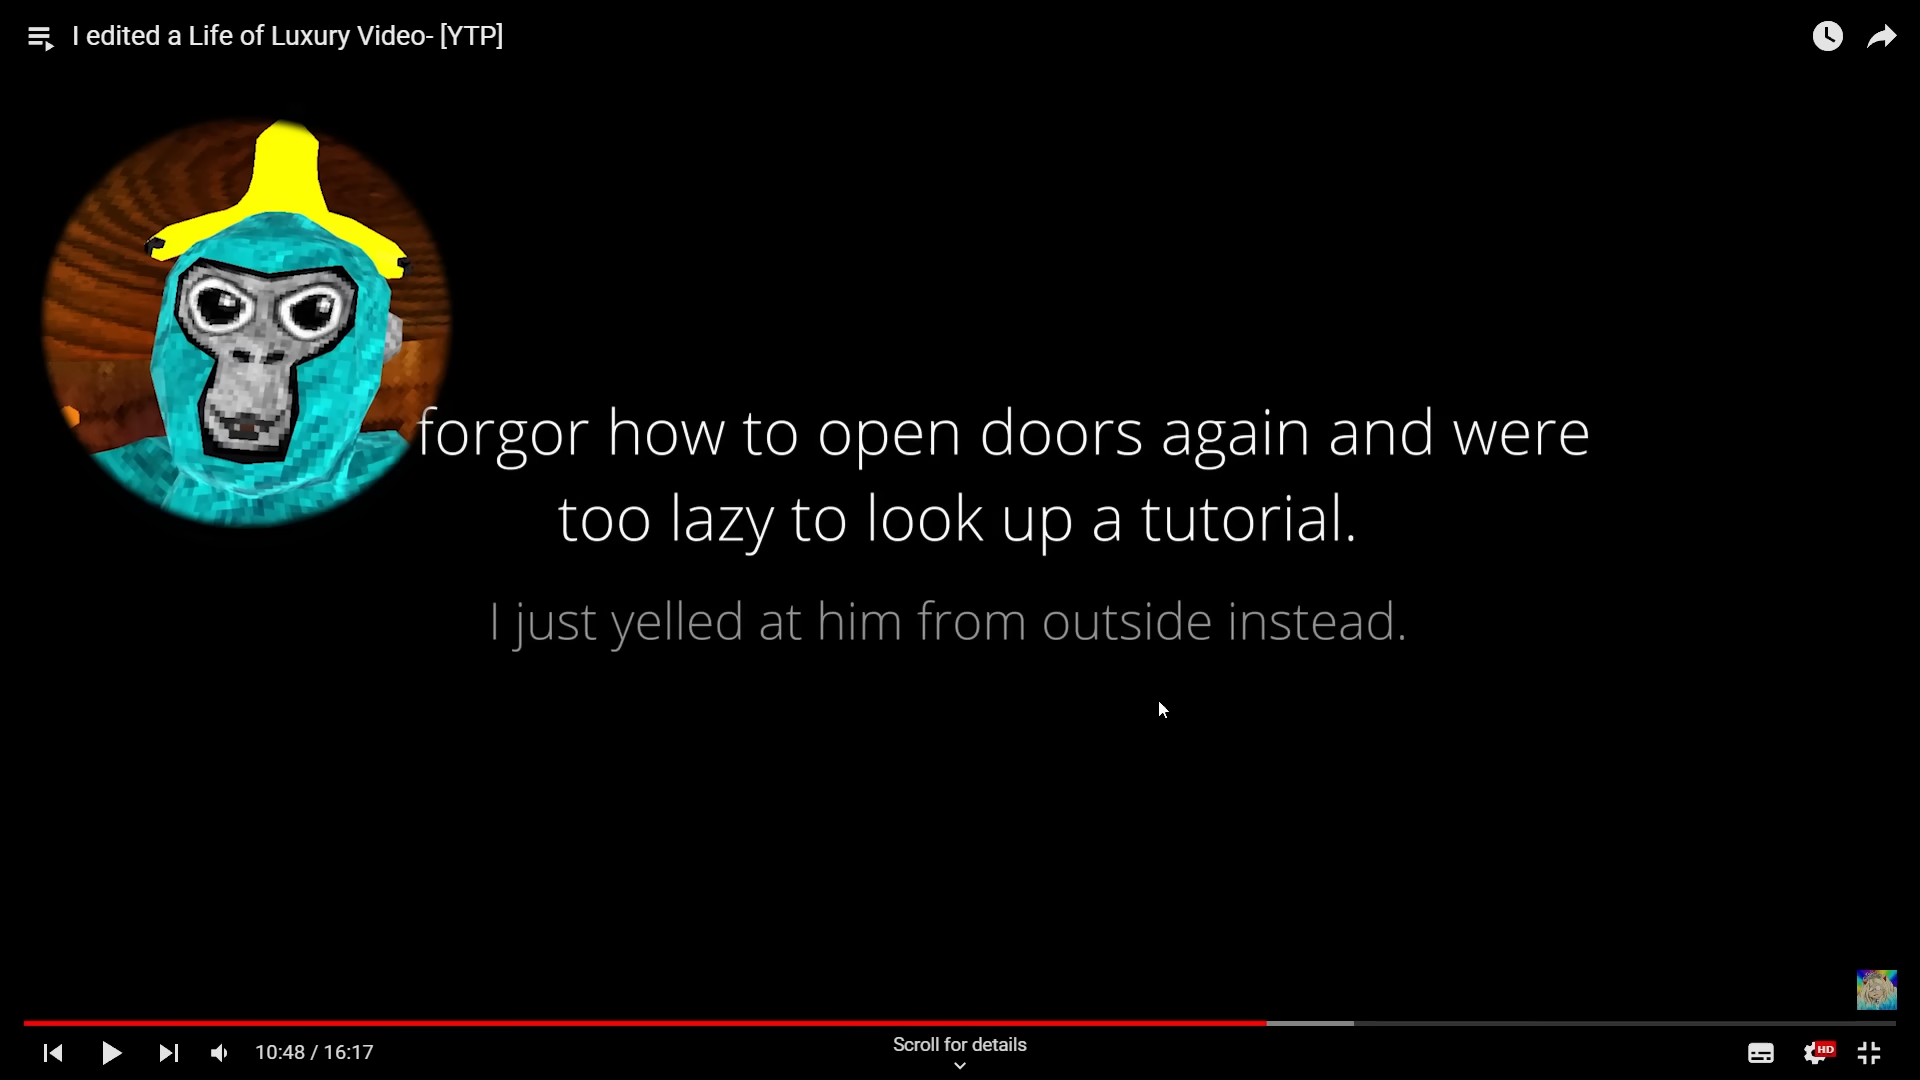 I edited a Life of Luxury Video- [YTP]
forgor how to open doors again and were
too lazy to look up a tutorial.
I just yelled at him from outside instead.
10:48 / 16:17
Scroll for details
HD